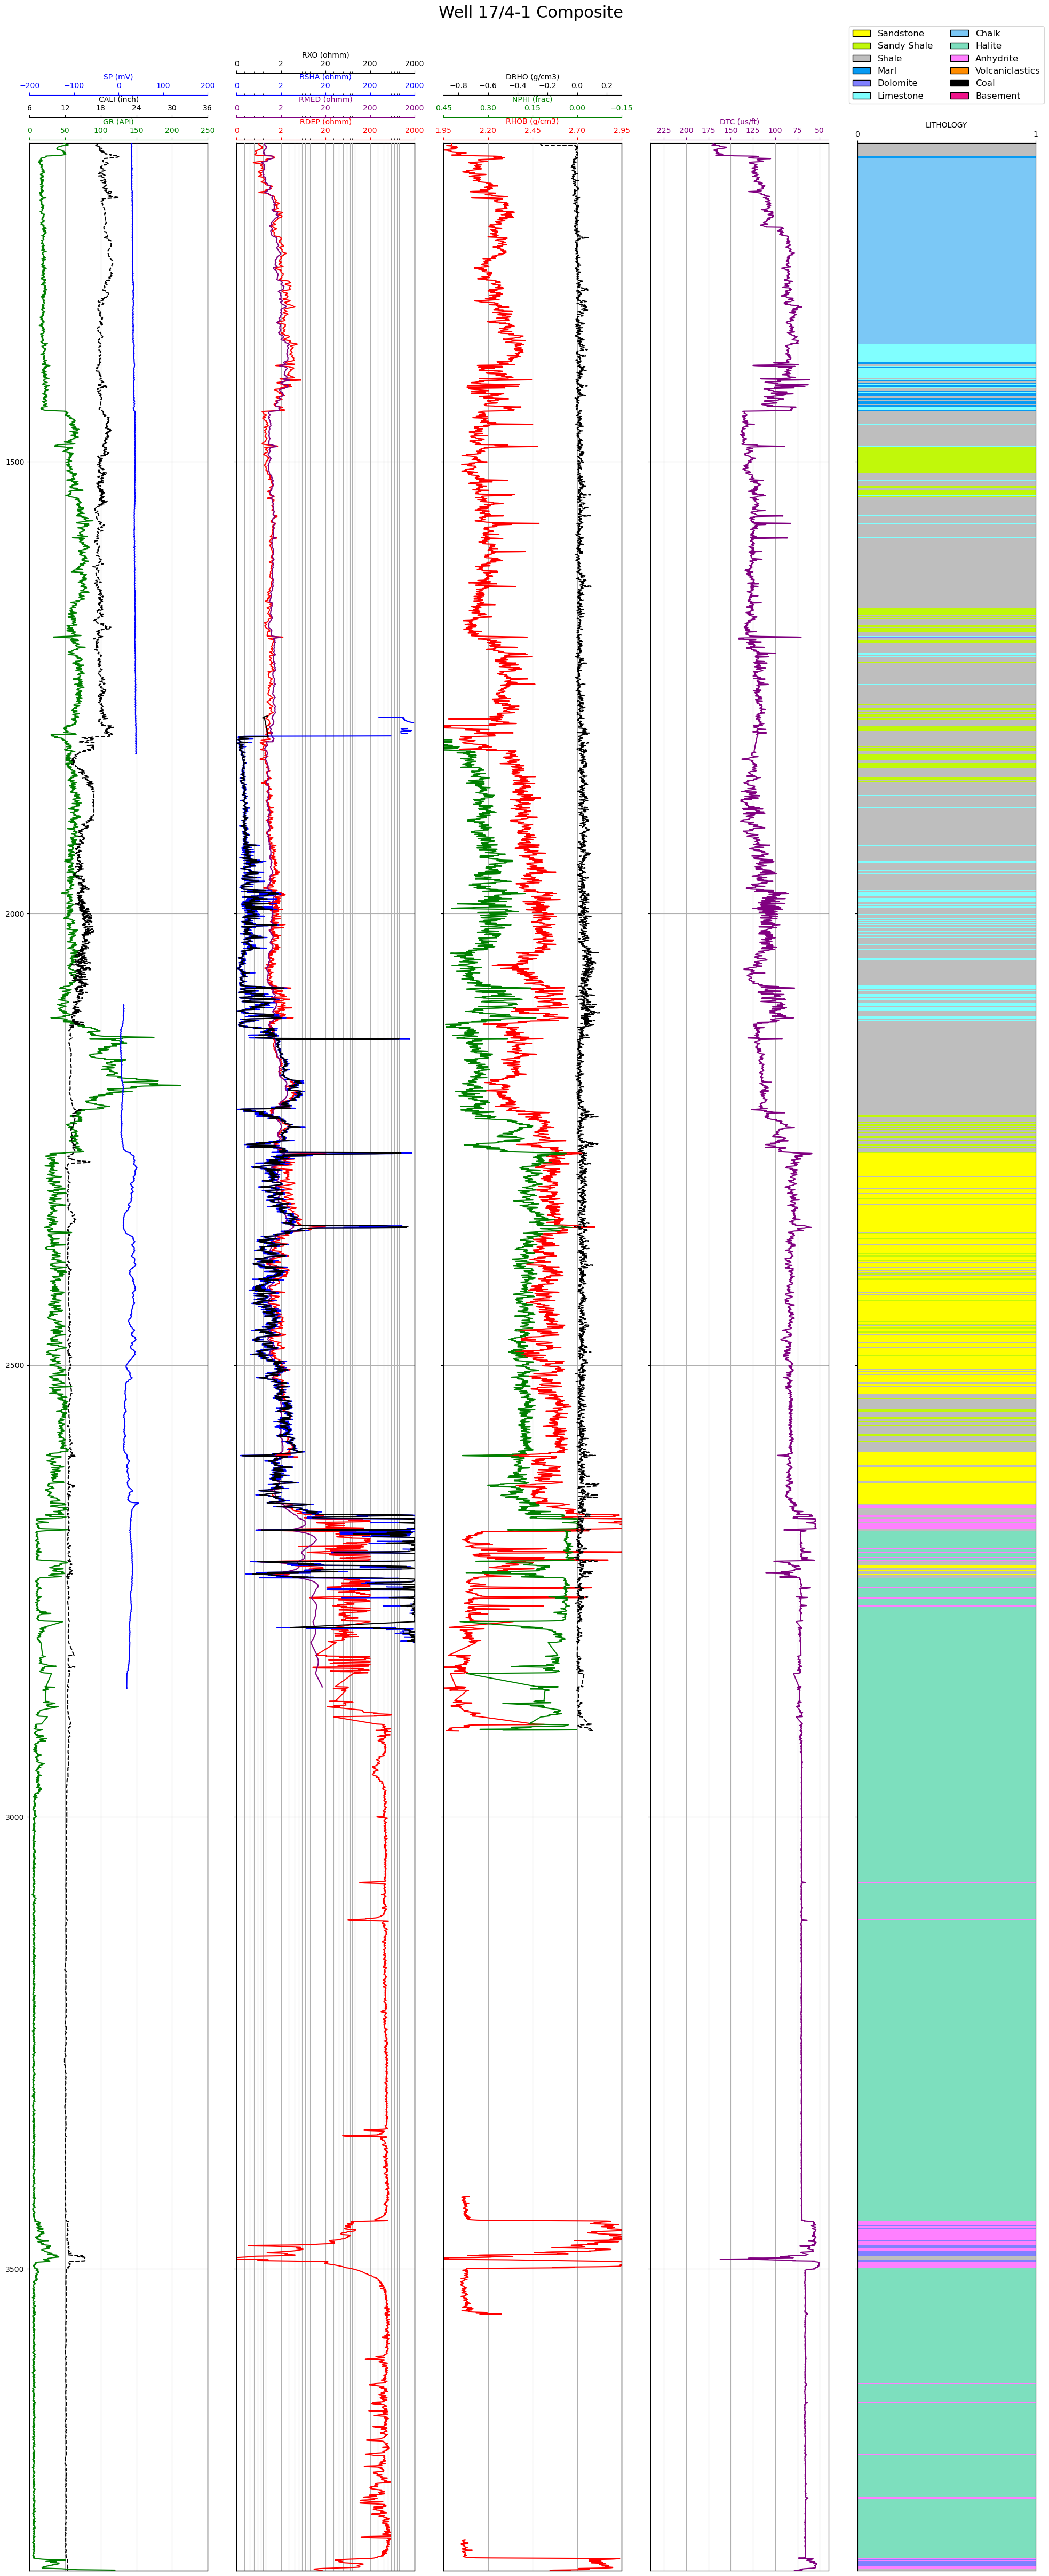 Well 17/4-1 Composite
Sandstone Chalk
Sandy Shale Halite
Shale Anhydrite
Marl Volcaniclastics
Dolomite Coal
Limestone Basement
RXO (ohmm)
0 2 20 200 2000
SP (mV) RSHA (ohmm) DRHO (g/cm3)
−200 −100 0 100 200 0 2 20 200 2000 −0.8 −0.6 −0.4 −0.2 0.0 0.2
CALI (inch) RMED (ohmm) NPHI (frac)
6 12 18 24 30 36 0 2 20 200 2000 0.45 0.30 0.15 0.00 −0.15
GR (API) RDEP (ohmm) RHOB (g/cm3) DTC (us/ft) LITHOLOGY
0 50 100 150 200 250 0 2 20 200 2000 1.95 2.20 2.45 2.70 2.95 225 200 175 150 125 100 75 50 0 1
1500
2000
2500
3000
3500